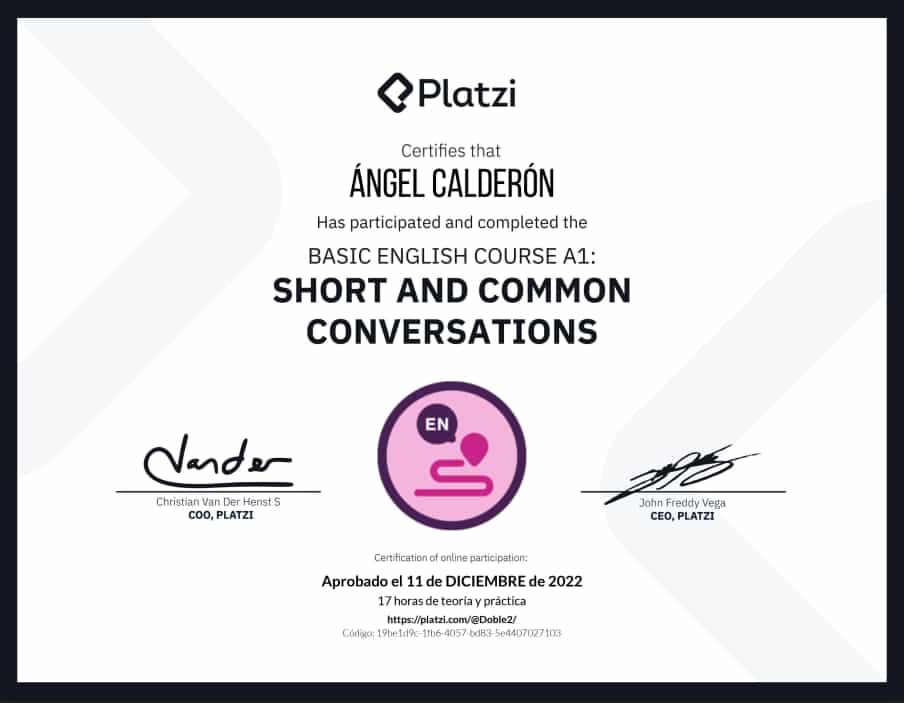 Platzi
Certifies that
ÁNGEL CALDERÓN
Has participated and completed the
BASIC ENGLISH COURSE A1:
SHORT AND COMMON
CONVERSATIONS
EN
Vander
Christian Van Der Henst S
COO, PLATZI
John Freddy Vega
CEO, PLATZI
Certification of online participation:
Aprobado el 11 de DICIEMBRE de 2022
17 horas de teoría y práctica
https://platzi.com/@Doble2/
Código: 19be1d9c-1fb6-4057-bd83-5e4407027103